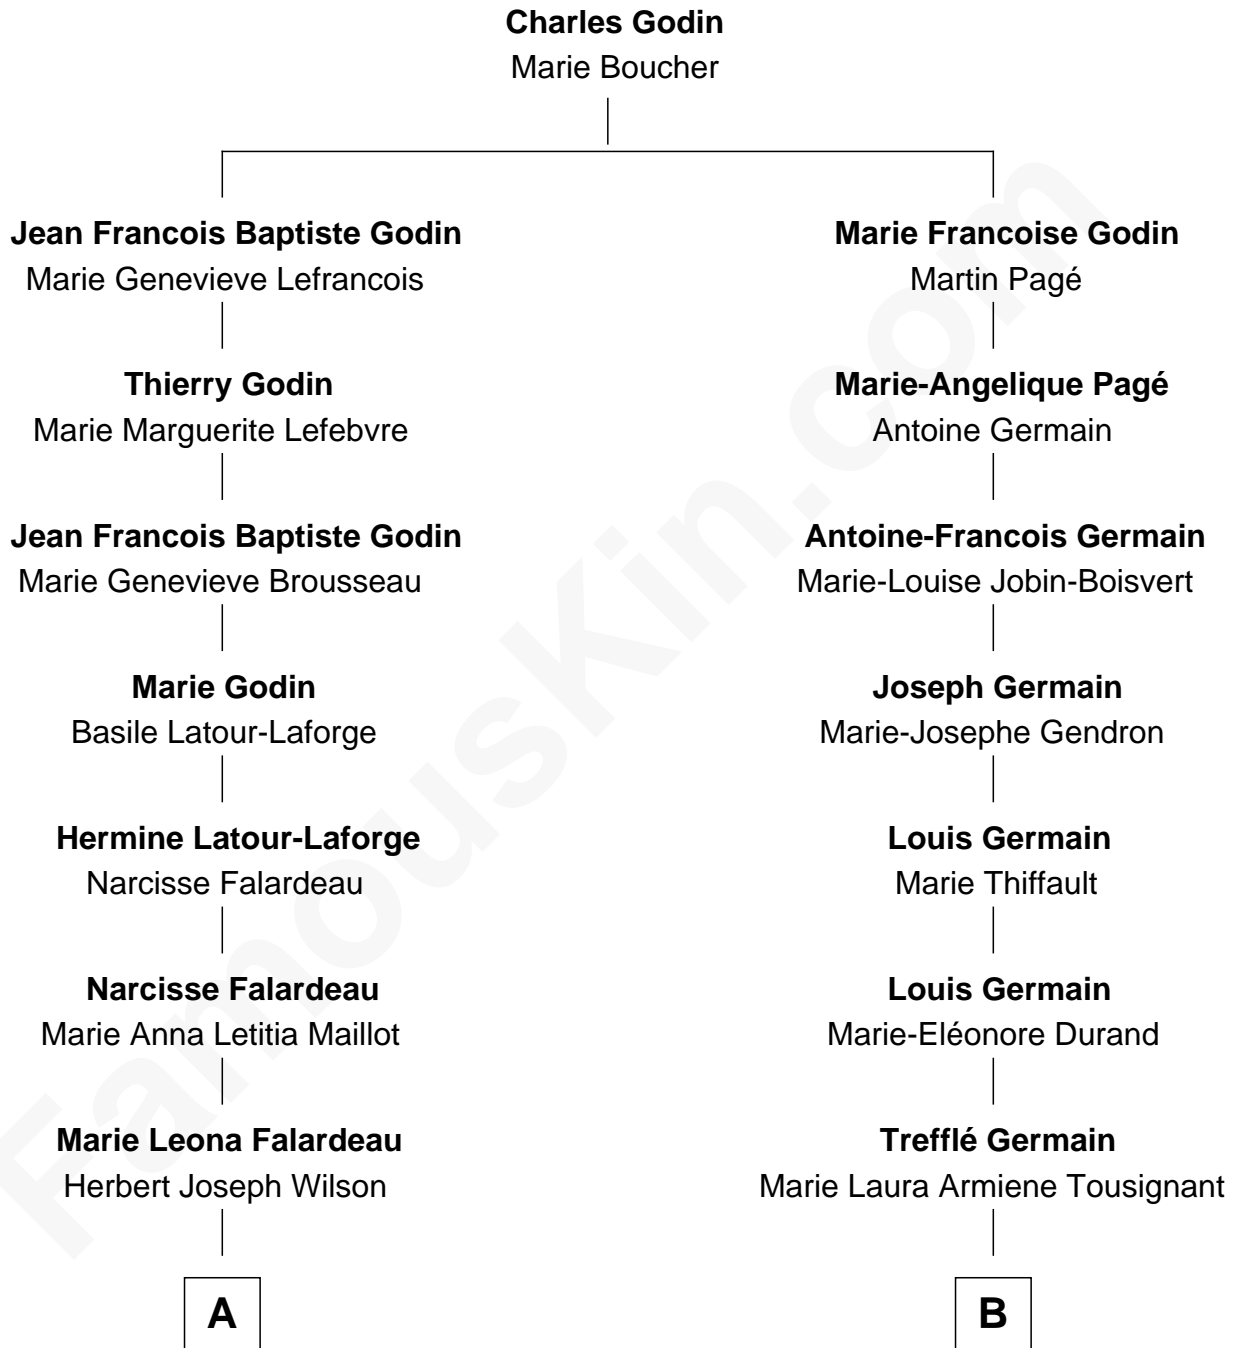 Charles Godin
Marie Boucher
Jean Francois Baptiste Godin
Marie Genevieve Lefrancois
Marie Francoise Godin
Martin Pagé
Thierry Godin
Marie Marguerite Lefebvre
Marie-Angelique Pagé
Antoine Germain
Jean Francois Baptiste Godin
Marie Genevieve Brousseau
Antoine-Francois Germain
Marie-Louise Jobin-Boisvert
Marie Godin
Basile Latour-Laforge
Joseph Germain
Marie-Josephe Gendron
Hermine Latour-Laforge
Narcisse Falardeau
Louis Germain
Marie Thiffault
Narcisse Falardeau
Marie Anna Letitia Maillot
Louis Germain
Marie-Eléonore Durand
Marie Leona Falardeau
Herbert Joseph Wilson
Trefflé Germain
Marie Laura Armiene Tousignant
A
B
FamousKin.com